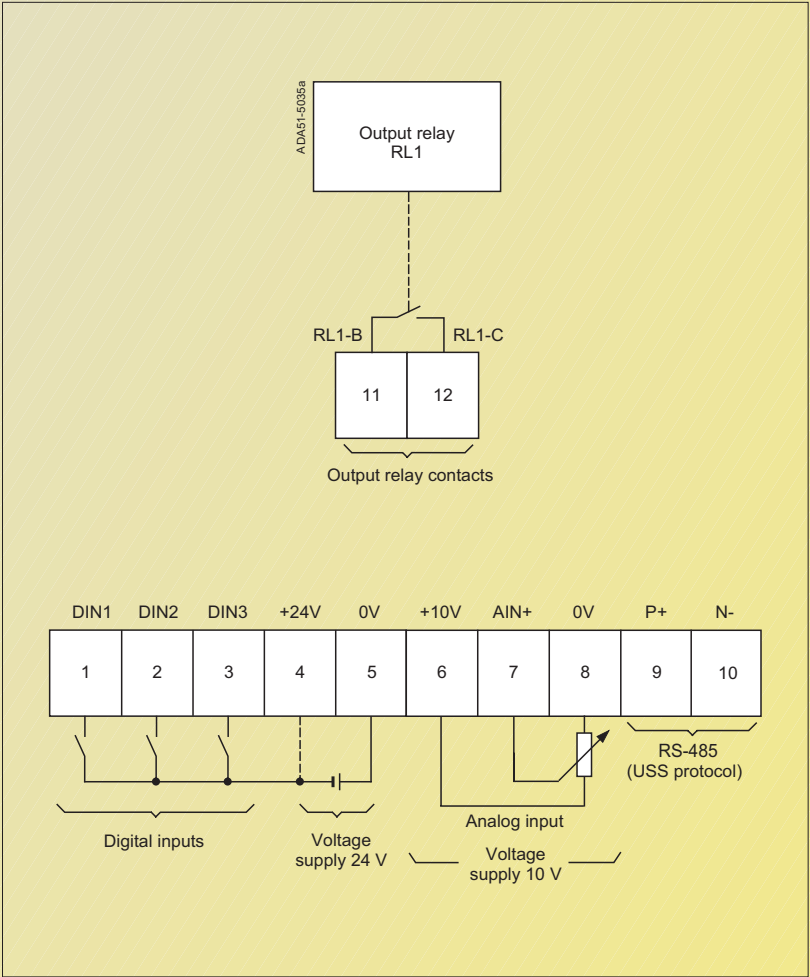 ADA51-5035a
Output relay
RL1
RL1-B
RL1-C
11
12
Output relay contacts
DIN1
DIN2
DIN3
+24V
0V
+10V
AIN+
0V
P+
N-
1
2
3
4
5
6
7
8
9
10
Digital inputs
Voltage
supply 24 V
Analog input
Voltage
supply 10 V
RS-485
(USS protocol)